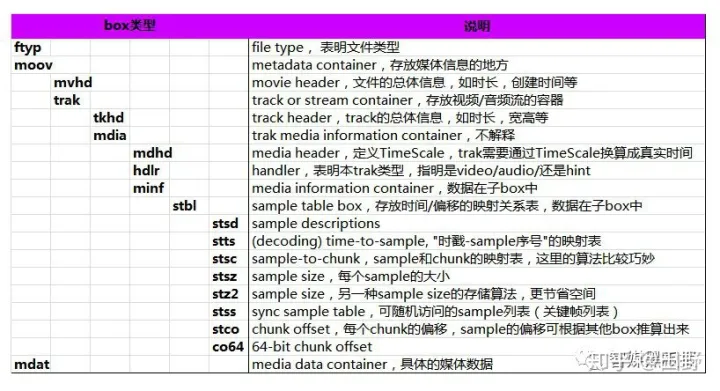 box类型 说明
ftyp file type，表明文件类型
moov metadata container，存放媒体信息的地方
mvhd movie header，文件的总体信息，如时长，创建时间等
trak track or stream container，存放视频/音频流的容器
tkhd track header，track的总体信息，如时长，宽高等
mdia trak media information container，不解释
mdhd media header，定义TimeScale，trak需要通过TimeScale换算成真实时间
hdlr handler，表明本trak类型，指明是video/audio/还是hint
minf media information container，数据在子box中
stbl sample table box，存放时间/偏移的映射关系表，数据在子box中
stsd sample descriptions
stts (decoding) time-to-sample, "时戳-sample序号"的映射表
stsc sample-to-chunk，sample和chunk的映射表，这里的算法比较巧妙
stsz sample size，每个sample的大小
stz2 sample size，另一种sample size的存储算法，更节省空间
stss sync sample table，可随机访问的sample列表（关键帧列表）
stco chunk offset，每个chunk的偏移，sample的偏移可根据其他box推算出来
co64 64-bit chunk offset
mdat media data container，具体的媒体数据
知乎